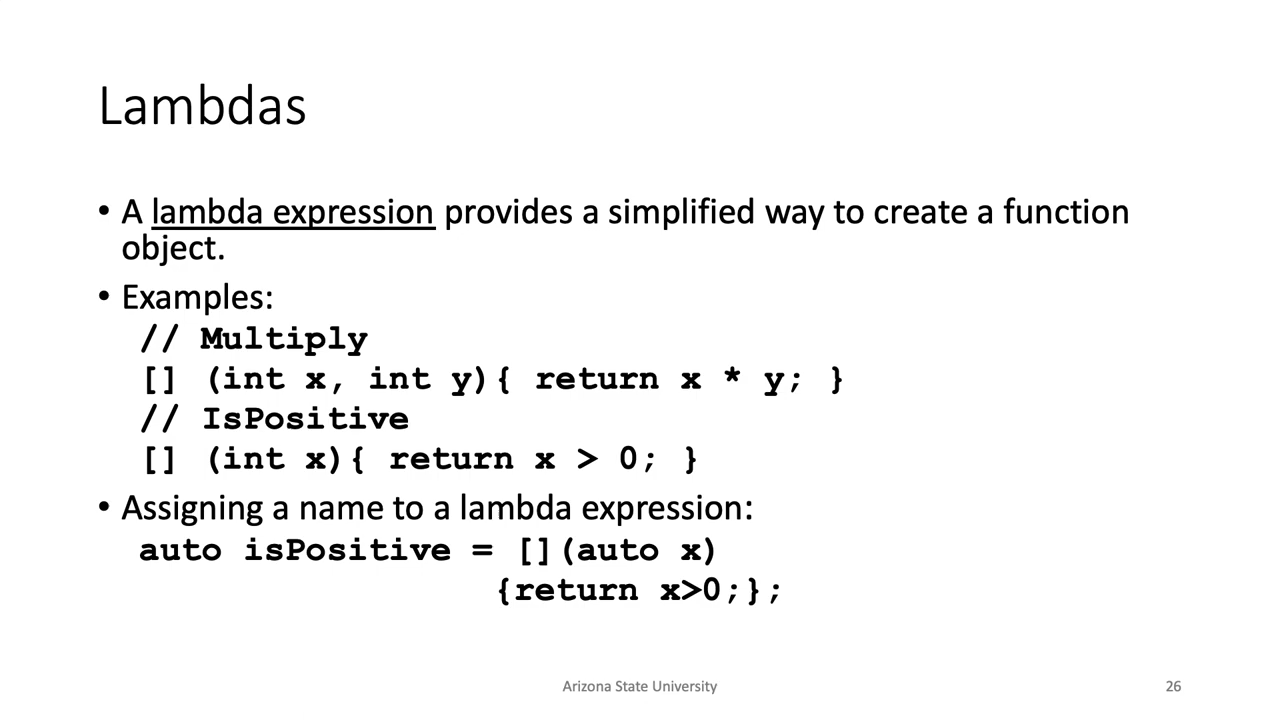 Lambdas
• A lambda expression provides a simplified way to create a function
object.
• Examples:
// Multiply
[] (int x, int y){ return x * y; }
// IsPositive
[] (int x){ return x > 0; }
• Assigning a name to a lambda expression:
auto isPositive = [](auto x)
{return x>0;};
Arizona State University
26